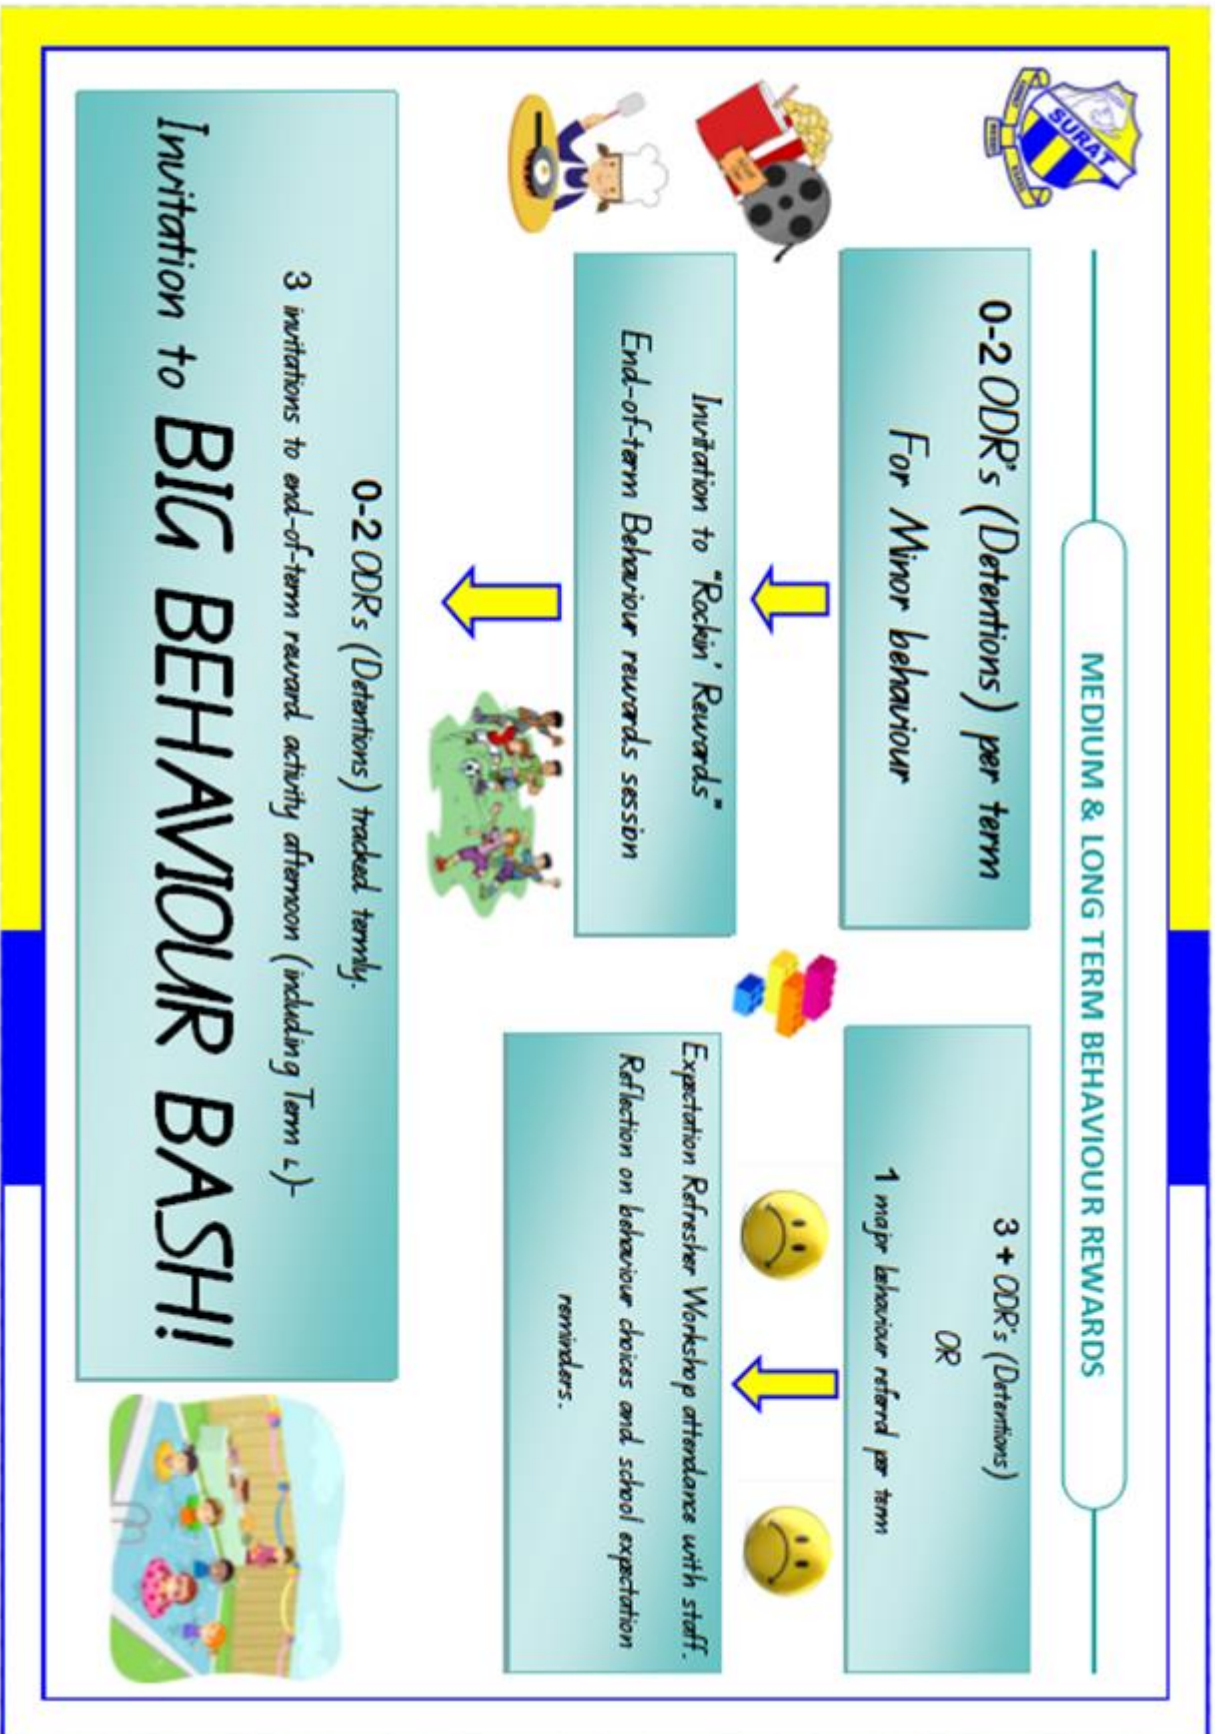 SURAT
MEDIUM & LONG TERM BEHAVIOUR REWARDS
0-2 ODR's (Detentions) per term
For Minor behaviour
Invitation to "Rockin' Rewards"
End-of-term Behaviour rewards session
3 + ODR's (Detentions)
OR
1 major behaviour referral per term
Expectation Refresher Workshop attendance with staff.
Reflection on behaviour choices and school expectation
reminders.
0-2 ODR's (Detentions) tracked termly.
3 invitations to end-of-term reward activity afternoon (including Term 4)-
Invitation to BIG BEHAVIOUR BASH!